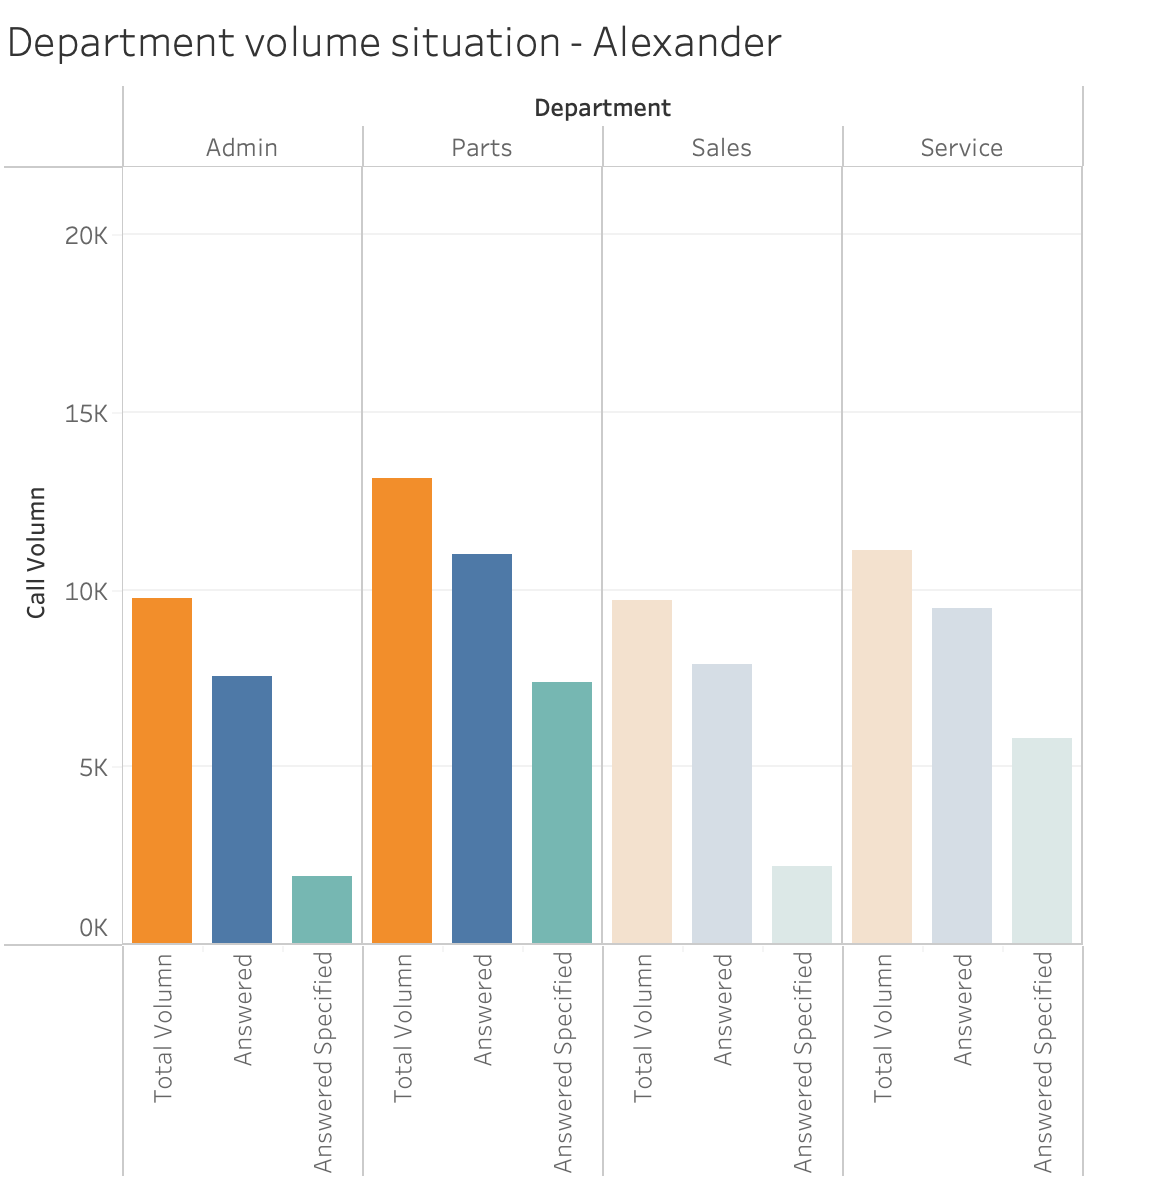 Department volume situation - Alexander
Department
Admin Parts Sales Service
20K
15K
10K
5K
0K
Call Volumn
Total Volumn
Answered
Answered Specified
Total Volumn
Answered
Answered Specified
Total Volumn
Answered
Answered Specified
Total Volumn
Answered
Answered Specified